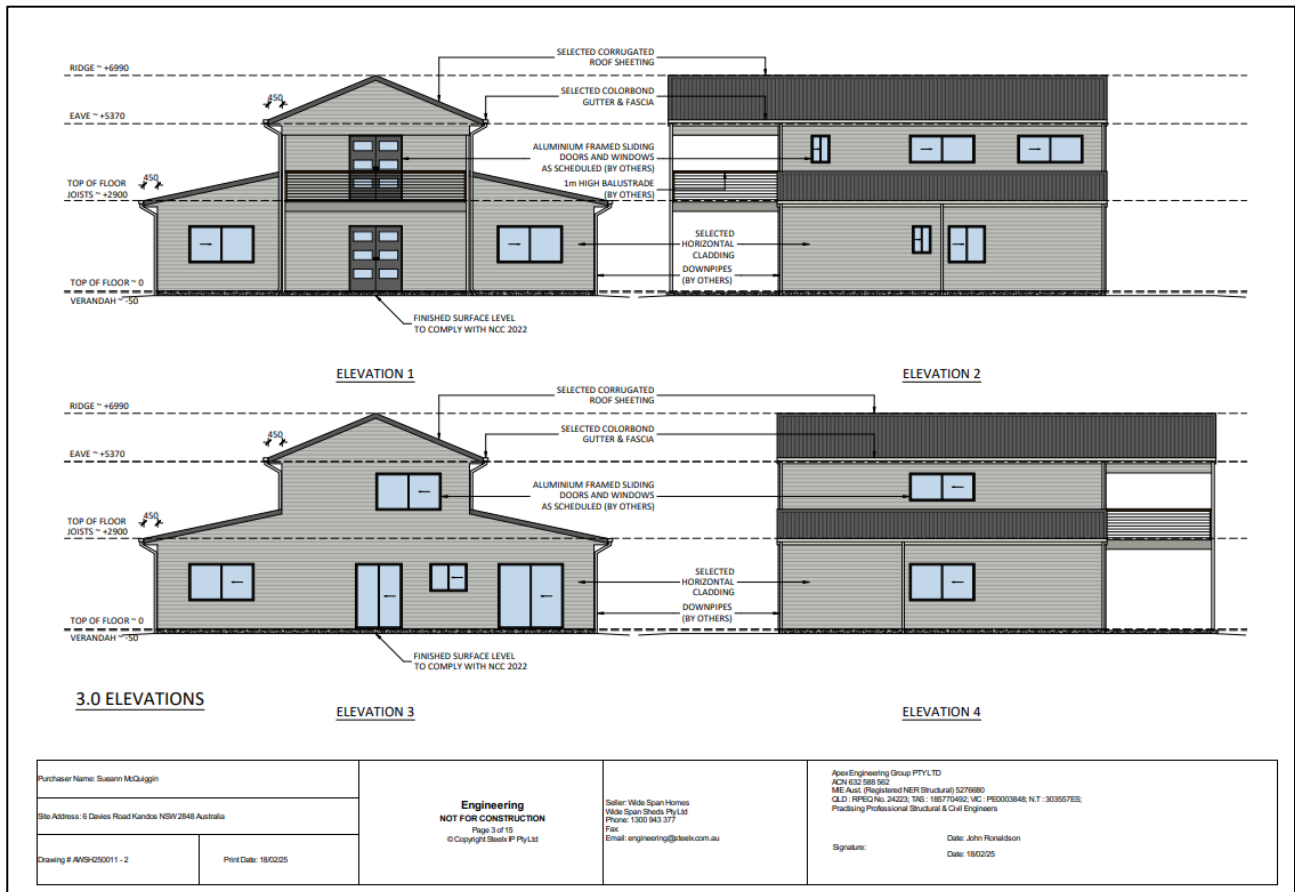 RIDGE ~ +6990
450
EAVE ~ +5370
450
TOP OF FLOOR
JOISTS ~ +2900
TOP OF FLOOR ~ 0
VERANDAH ~ -50
SELECTED CORRUGATED
ROOF SHEETING
SELECTED COLORBOND
GUTTER & FASCIA
ALUMINIUM FRAMED SLIDING
DOORS AND WINDOWS
AS SCHEDULED (BY OTHERS)
1m HIGH BALUSTRADE
(BY OTHERS)
SELECTED
HORIZONTAL
CLADDING
DOWNPIPES
(BY OTHERS)
FINISHED SURFACE LEVEL
TO COMPLY WITH NCC 2022
ELEVATION 1
ELEVATION 2
RIDGE ~ +6990
450
EAVE ~ +5370
450
TOP OF FLOOR
JOISTS ~ +2900
TOP OF FLOOR ~ 0
VERANDAH ~ -50
SELECTED CORRUGATED
ROOF SHEETING
SELECTED COLORBOND
GUTTER & FASCIA
ALUMINIUM FRAMED SLIDING
DOORS AND WINDOWS
AS SCHEDULED (BY OTHERS)
SELECTED
HORIZONTAL
CLADDING
DOWNPIPES
(BY OTHERS)
FINISHED SURFACE LEVEL
TO COMPLY WITH NCC 2022
3.0 ELEVATIONS
ELEVATION 3
ELEVATION 4
Purchaser Name: Sueann McQuiggin
Site Address: 6 Davies Road Kandos NSW 2848 Australia
Drawing # AWSH250011 - 2
Print Date: 18/02/25
Engineering
NOT FOR CONSTRUCTION
Page 3 of 15
© Copyright Steelx IP Pty Ltd
Seller: Wide Span Homes
Wide Span Sheds Pty Ltd
Phone: 1300 943 377
Fax:
Email: engineering@steelx.com.au
Apex Engineering Group PTY LTD
ACN 632 588 562
MIE Aust. (Registered NER Structural) 5276680
QLD : RPEQ No. 24223; TAS : 185770492; VIC : PE0003848; N.T : 303557ES;
Practising Professional Structural & Civil Engineers
Date: John Ronaldson
Signature:
Date: 18/02/25